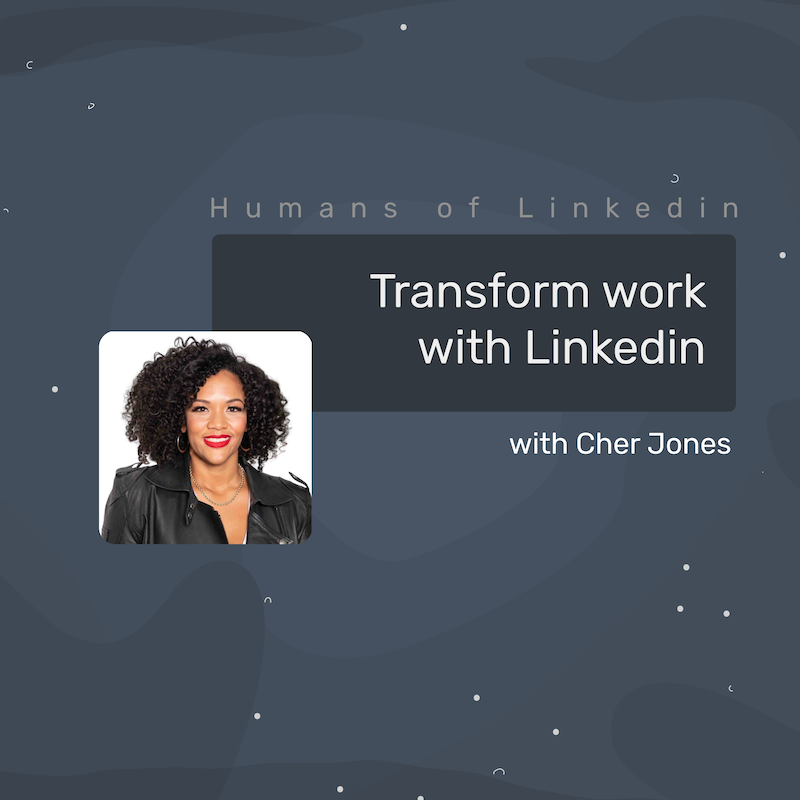 Humans of Linkedin
Transform work
with Linkedin
with Cher Jones